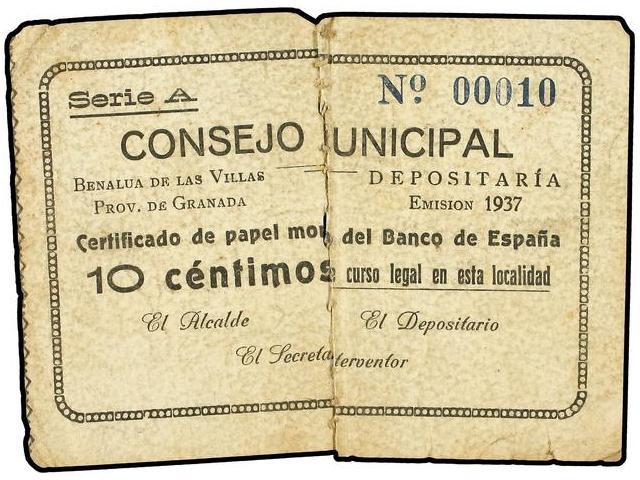 Serie A
Nº 00010
CONSEJO UNICIPAL
BENALUA DE LAS VILLAS
DEPOSITARÍA
PROV. DE GRANADA
EMISION 1937
Certificado de papel mon del Banco de España
10 céntimos curso legal en esta localidad
El Alcalde
El Depositario
El Secreta terventor